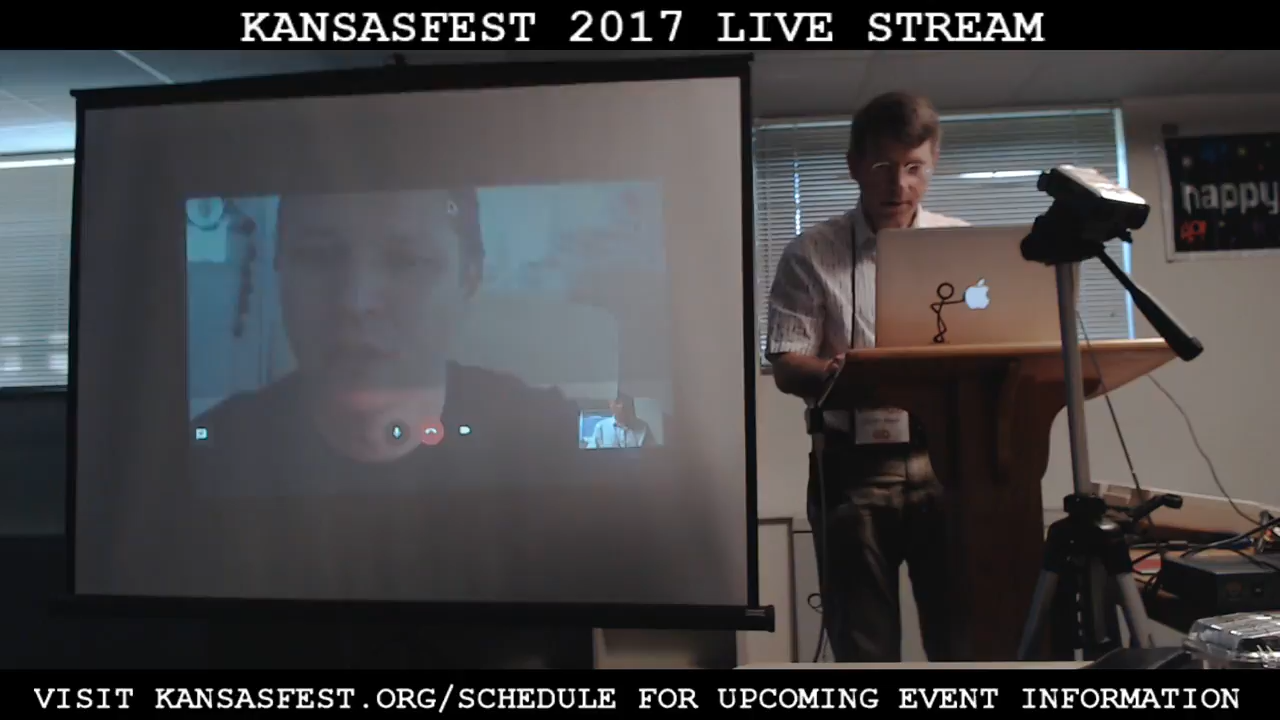 KANSASFEST 2017 LIVE STREAM
happy
VISIT KANSASFEST.ORG/SCHEDULE FOR UPCOMING EVENT INFORMATION